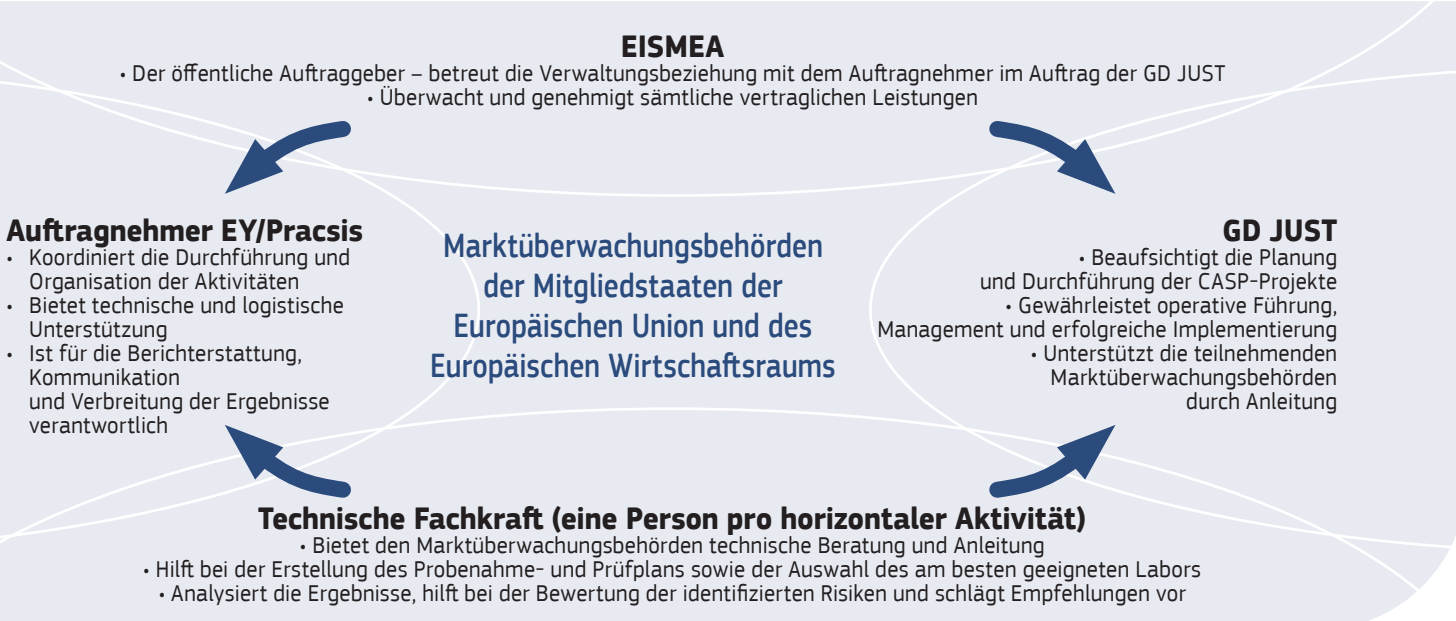 EISMEA
• Der öffentliche Auftraggeber – betreut die Verwaltungsbeziehung mit dem Auftragnehmer im Auftrag der GD JUST
• Überwacht und genehmigt sämtliche vertraglichen Leistungen
Auftragnehmer EY/Pracsis
• Koordiniert die Durchführung und
Organisation der Aktivitäten
• Bietet technische und logistische
Unterstützung
• Ist für die Berichterstattung,
Kommunikation
und Verbreitung der Ergebnisse
verantwortlich
Marktüberwachungsbehörden
der Mitgliedstaaten der
Europäischen Union und des
Europäischen Wirtschaftsraums
GD JUST
• Beaufsichtigt die Planung
und Durchführung der CASP-Projekte
• Gewährleistet operative Führung,
Management und erfolgreiche Implementierung
• Unterstützt die teilnehmenden
Marktüberwachungsbehörden
durch Anleitung
Technische Fachkraft (eine Person pro horizontaler Aktivität)
• Bietet den Marktüberwachungsbehörden technische Beratung und Anleitung
• Hilft bei der Erstellung des Probenahme- und Prüfplans sowie der Auswahl des am besten geeigneten Labors
• Analysiert die Ergebnisse, hilft bei der Bewertung der identifizierten Risiken und schlägt Empfehlungen vor